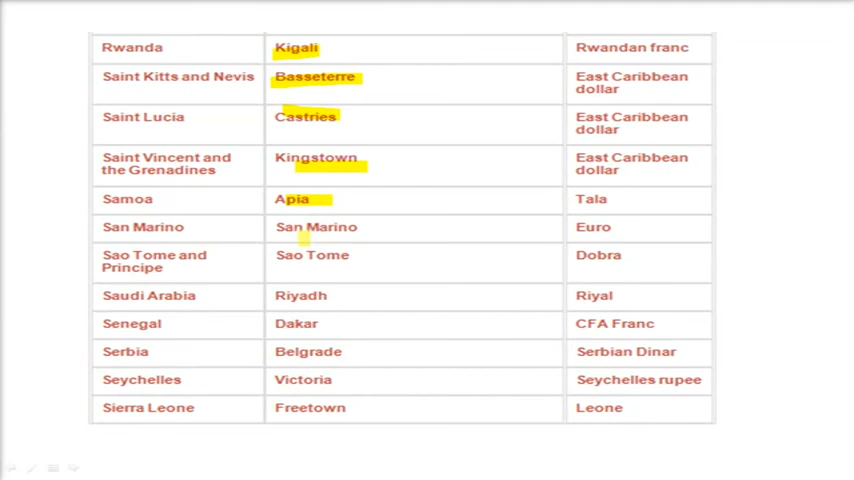 Rwanda Kigali Rwandan franc
Saint Kitts and Nevis Basseterre East Caribbean
dollar
Saint Lucia Castries East Caribbean
dollar
Saint Vincent and Kingstown East Caribbean
the Grenadines dollar
Samoa Apia Tala
San Marino San Marino Euro
Sao Tome and Sao Tome Dobra
Principe
Saudi Arabia Riyadh Riyal
Senegal Dakar CFA Franc
Serbia Belgrade Serbian Dinar
Seychelles Victoria Seychelles rupee
Sierra Leone Freetown Leone